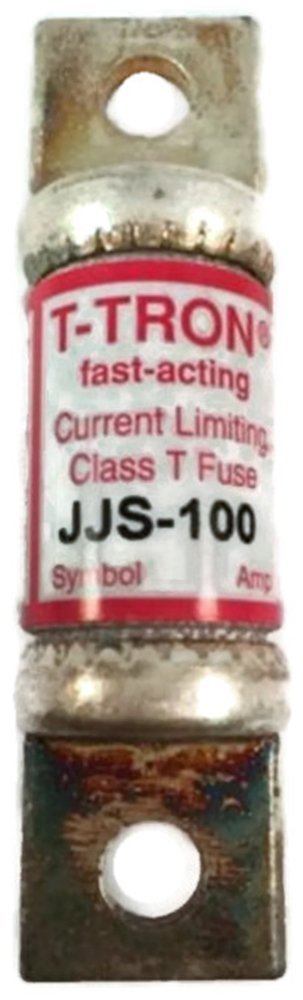 T-TRON®
fast-acting
Current Limiting
Class T Fuse
JJS-100
Symbol Amp